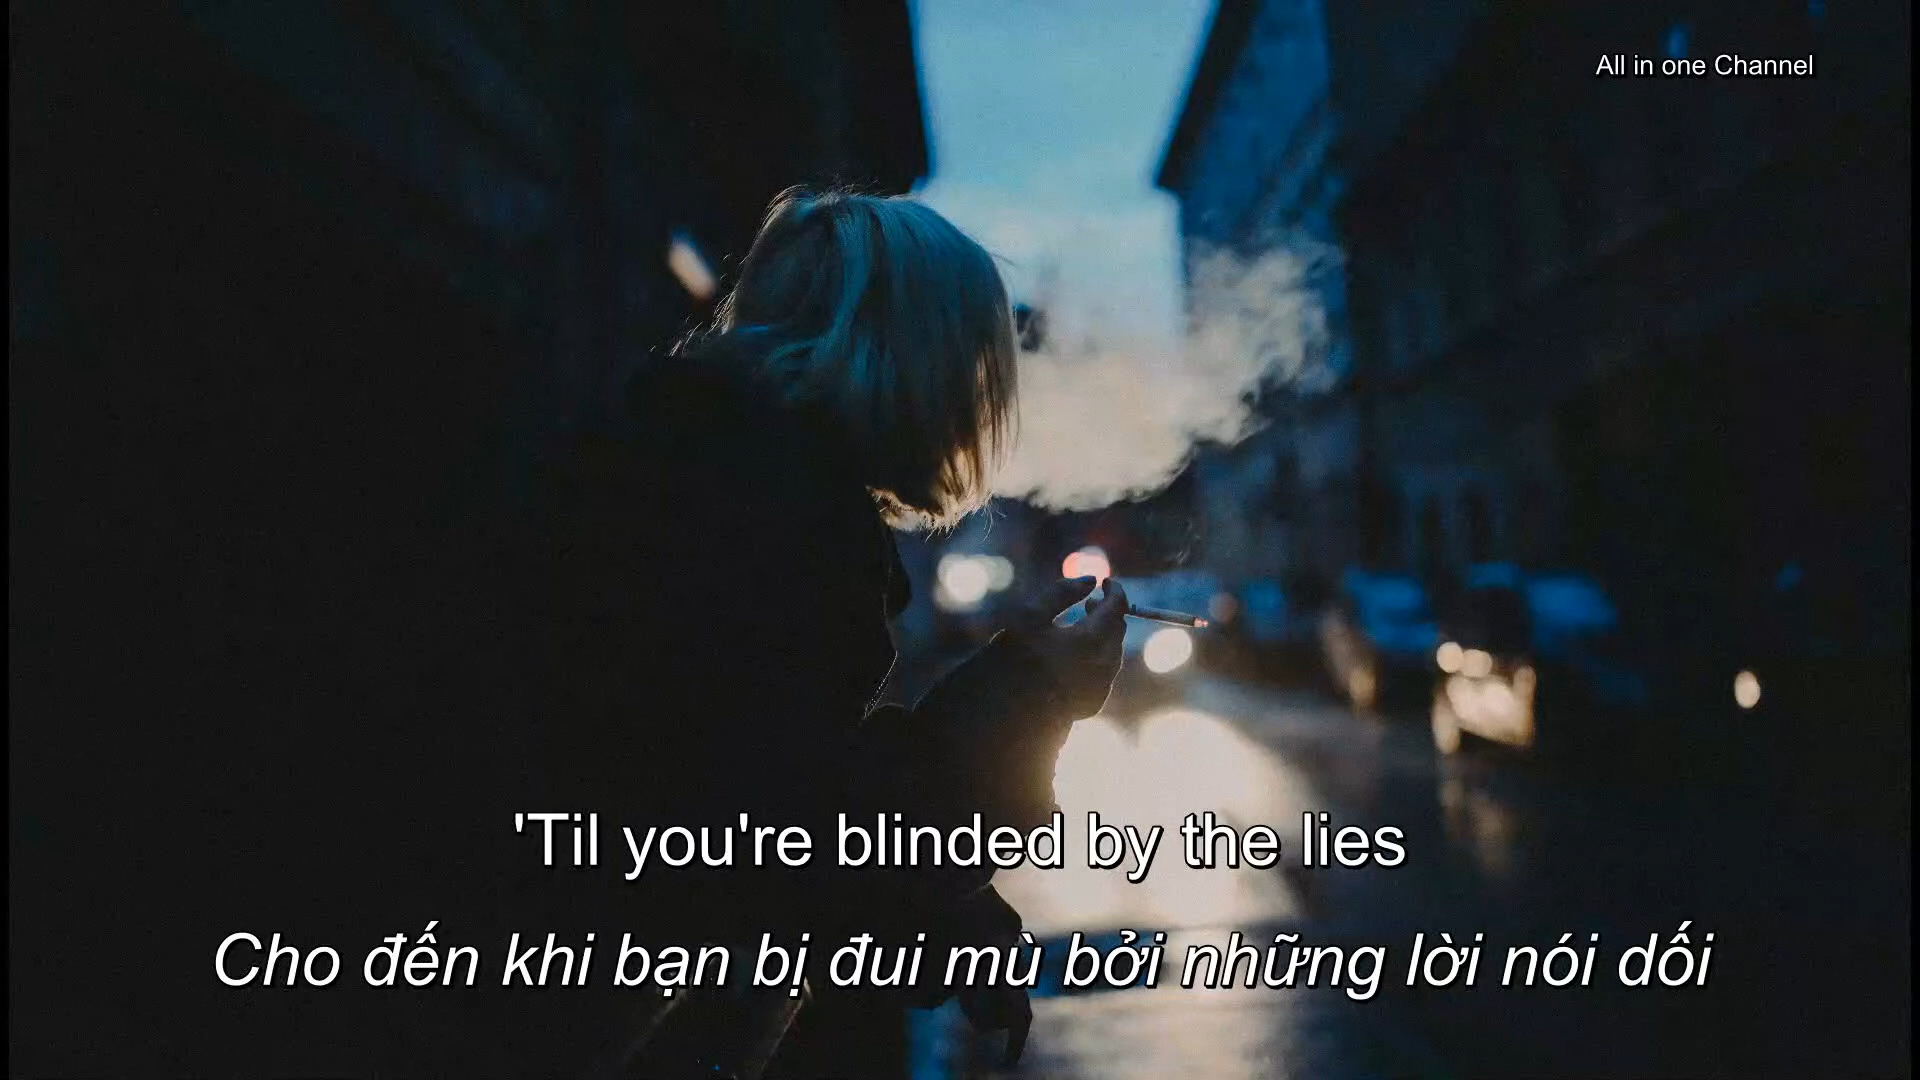 All in one Channel
'Til you're blinded by the lies
Cho đến khi bạn bị đui mù bởi những lời nói dối